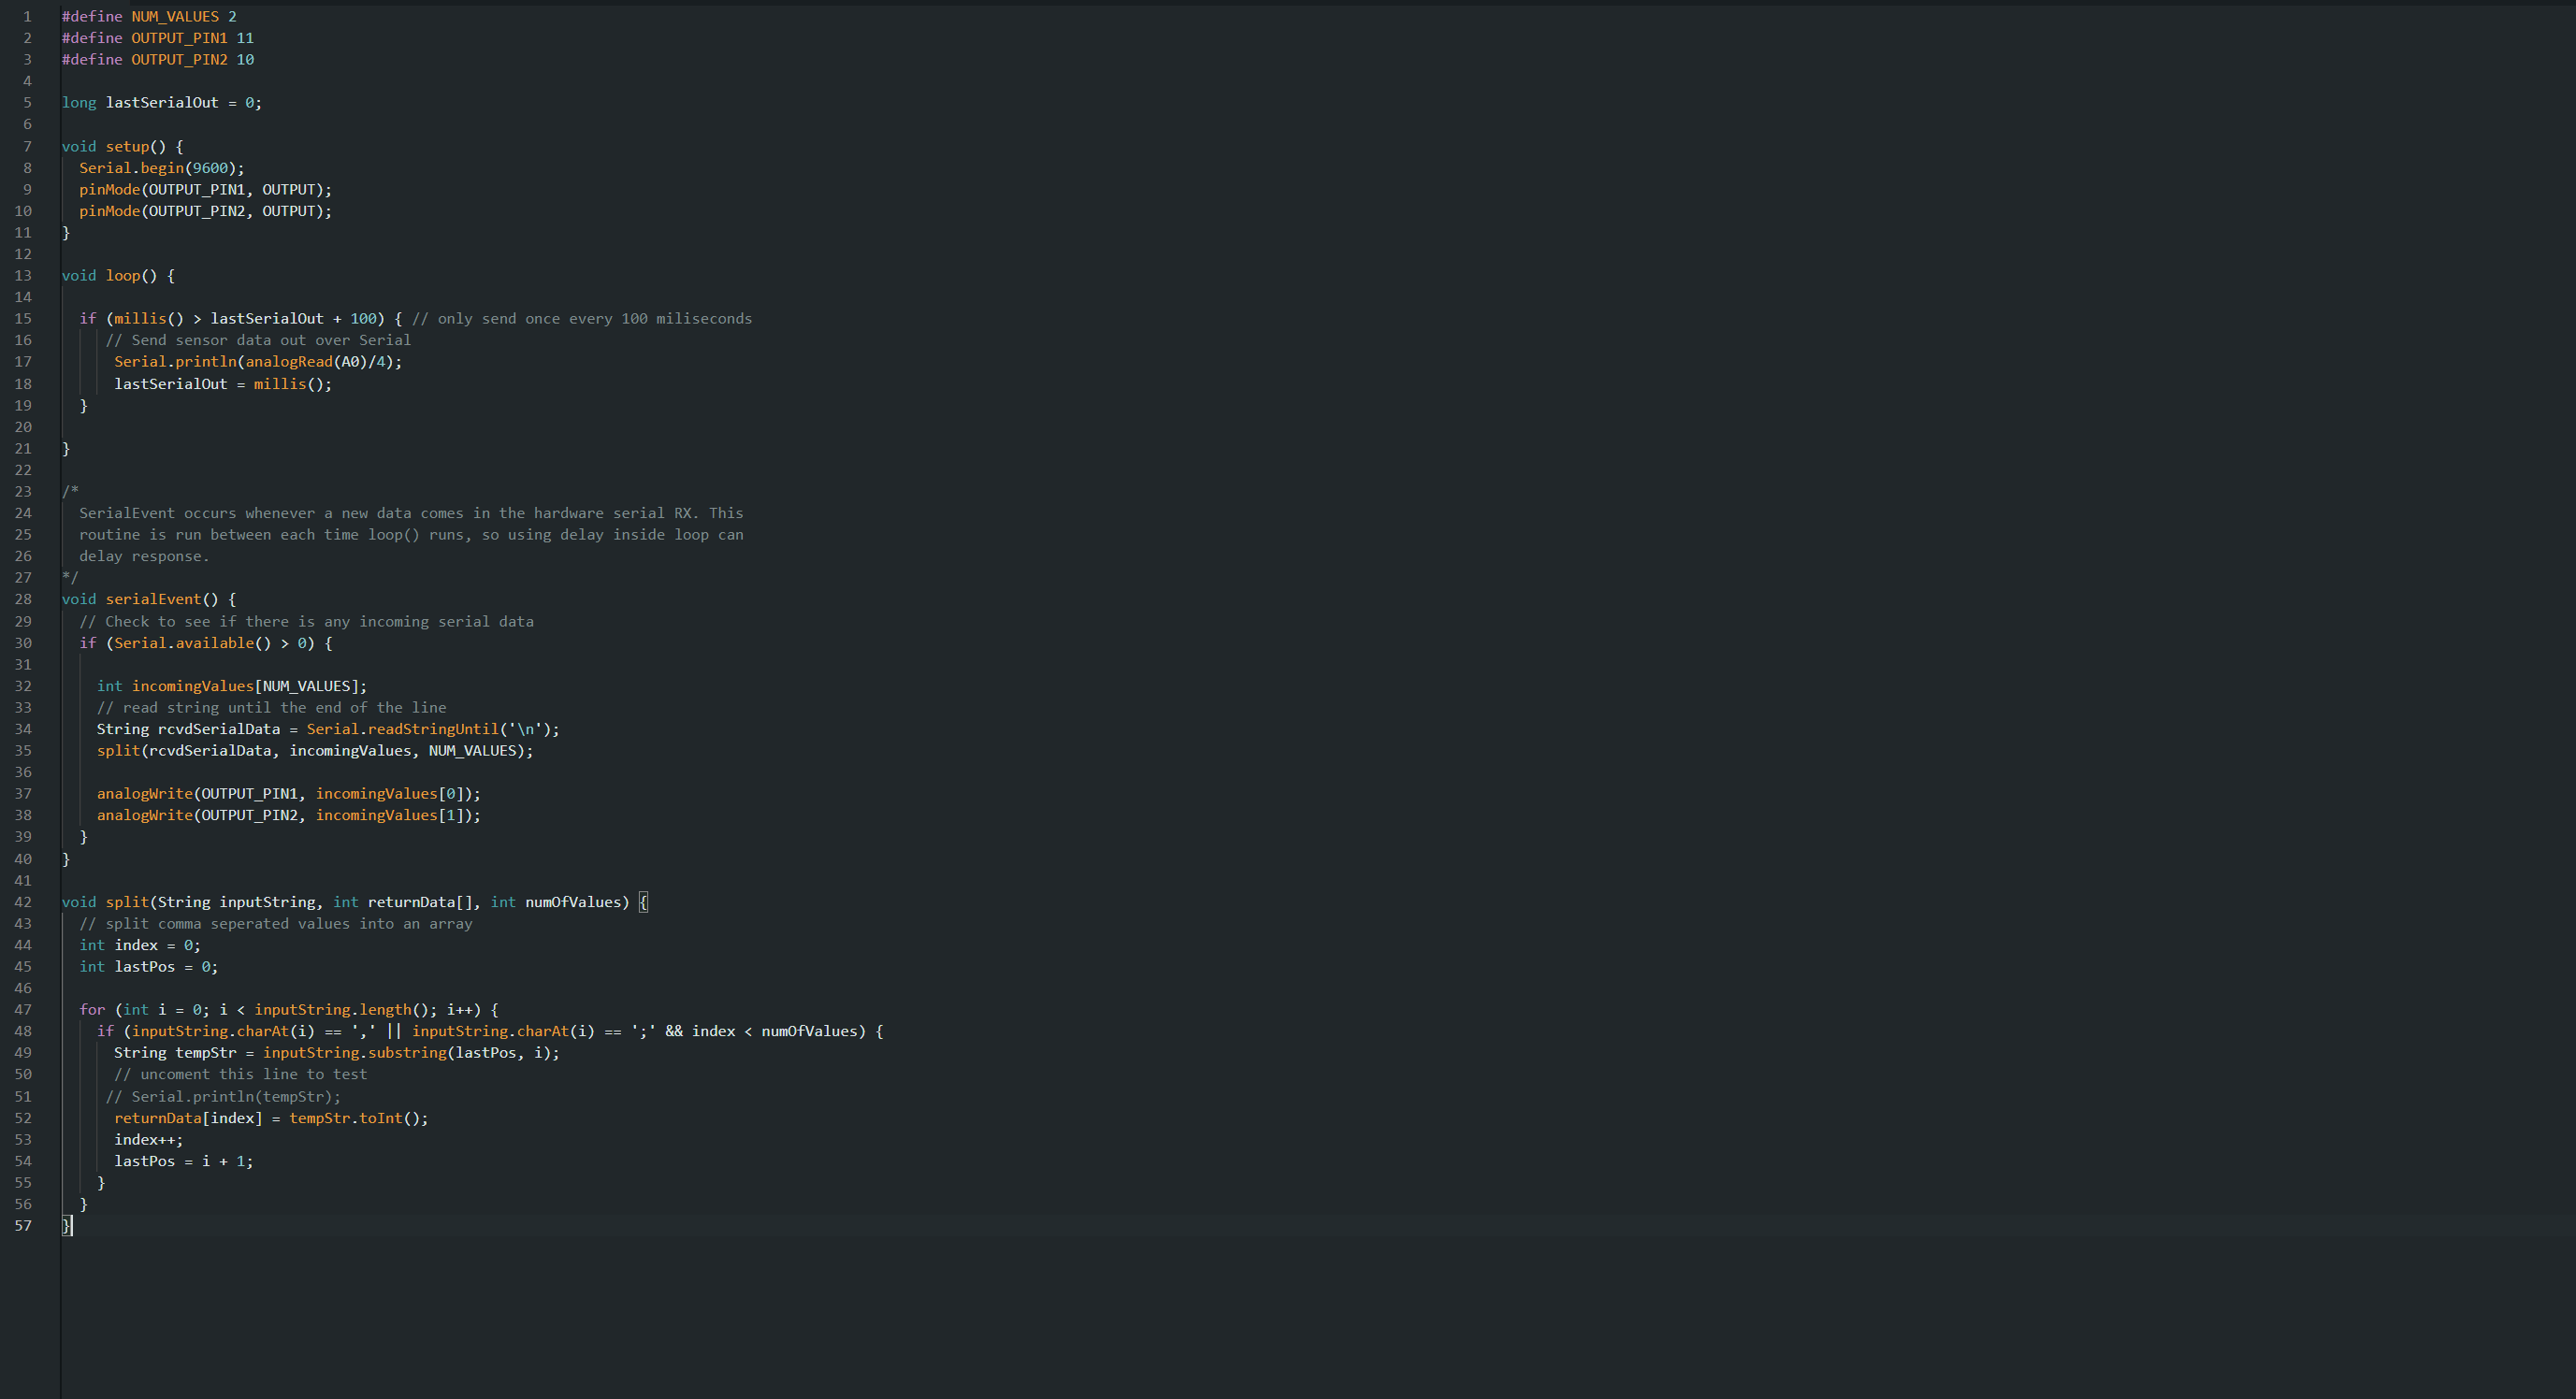 1 #define NUM_VALUES 2
2 #define OUTPUT_PIN1 11
3 #define OUTPUT_PIN2 10
4
5 long lastSerialOut = 0;
6
7 void setup() {
8   Serial.begin(9600);
9   pinMode(OUTPUT_PIN1, OUTPUT);
10   pinMode(OUTPUT_PIN2, OUTPUT);
11 }
12
13 void loop() {
14
15   if (millis() > lastSerialOut + 100) { // only send once every 100 miliseconds
16      // Send sensor data out over Serial
17       Serial.println(analogRead(A0)/4);
18       lastSerialOut = millis();
19   }
20
21 }
22
23 /*
24   SerialEvent occurs whenever a new data comes in the hardware serial RX. This
25   routine is run between each time loop() runs, so using delay inside loop can
26   delay response.
27 */
28 void serialEvent() {
29   // Check to see if there is any incoming serial data
30   if (Serial.available() > 0) {
31
32     int incomingValues[NUM_VALUES];
33     // read string until the end of the line
34     String rcvdSerialData = Serial.readStringUntil('\n');
35     split(rcvdSerialData, incomingValues, NUM_VALUES);
36
37     analogWrite(OUTPUT_PIN1, incomingValues[0]);
38     analogWrite(OUTPUT_PIN2, incomingValues[1]);
39   }
40 }
41
42 void split(String inputString, int returnData[], int numOfValues) {
43   // split comma seperated values into an array
44   int index = 0;
45   int lastPos = 0;
46
47   for (int i = 0; i < inputString.length(); i++) {
48     if (inputString.charAt(i) == ',' || inputString.charAt(i) == ';' && index < numOfValues) {
49       String tempStr = inputString.substring(lastPos, i);
50       // uncoment this line to test
51      // Serial.println(tempStr);
52       returnData[index] = tempStr.toInt();
53       index++;
54       lastPos = i + 1;
55     }
56   }
57 }